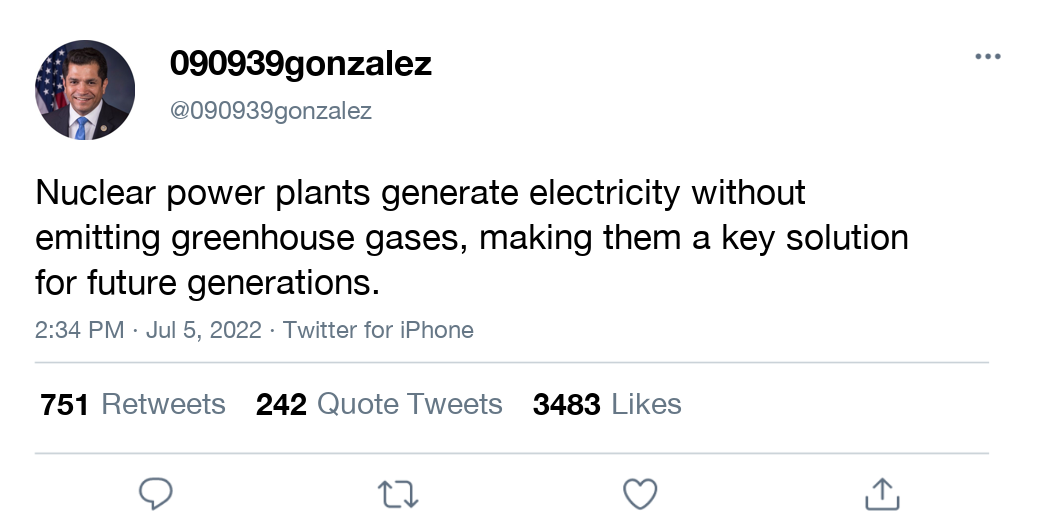 090939gonzalez
@090939gonzalez
Nuclear power plants generate electricity without
emitting greenhouse gases, making them a key solution
for future generations.
2:34 PM · Jul 5, 2022 · Twitter for iPhone
751 Retweets 242 Quote Tweets 3483 Likes